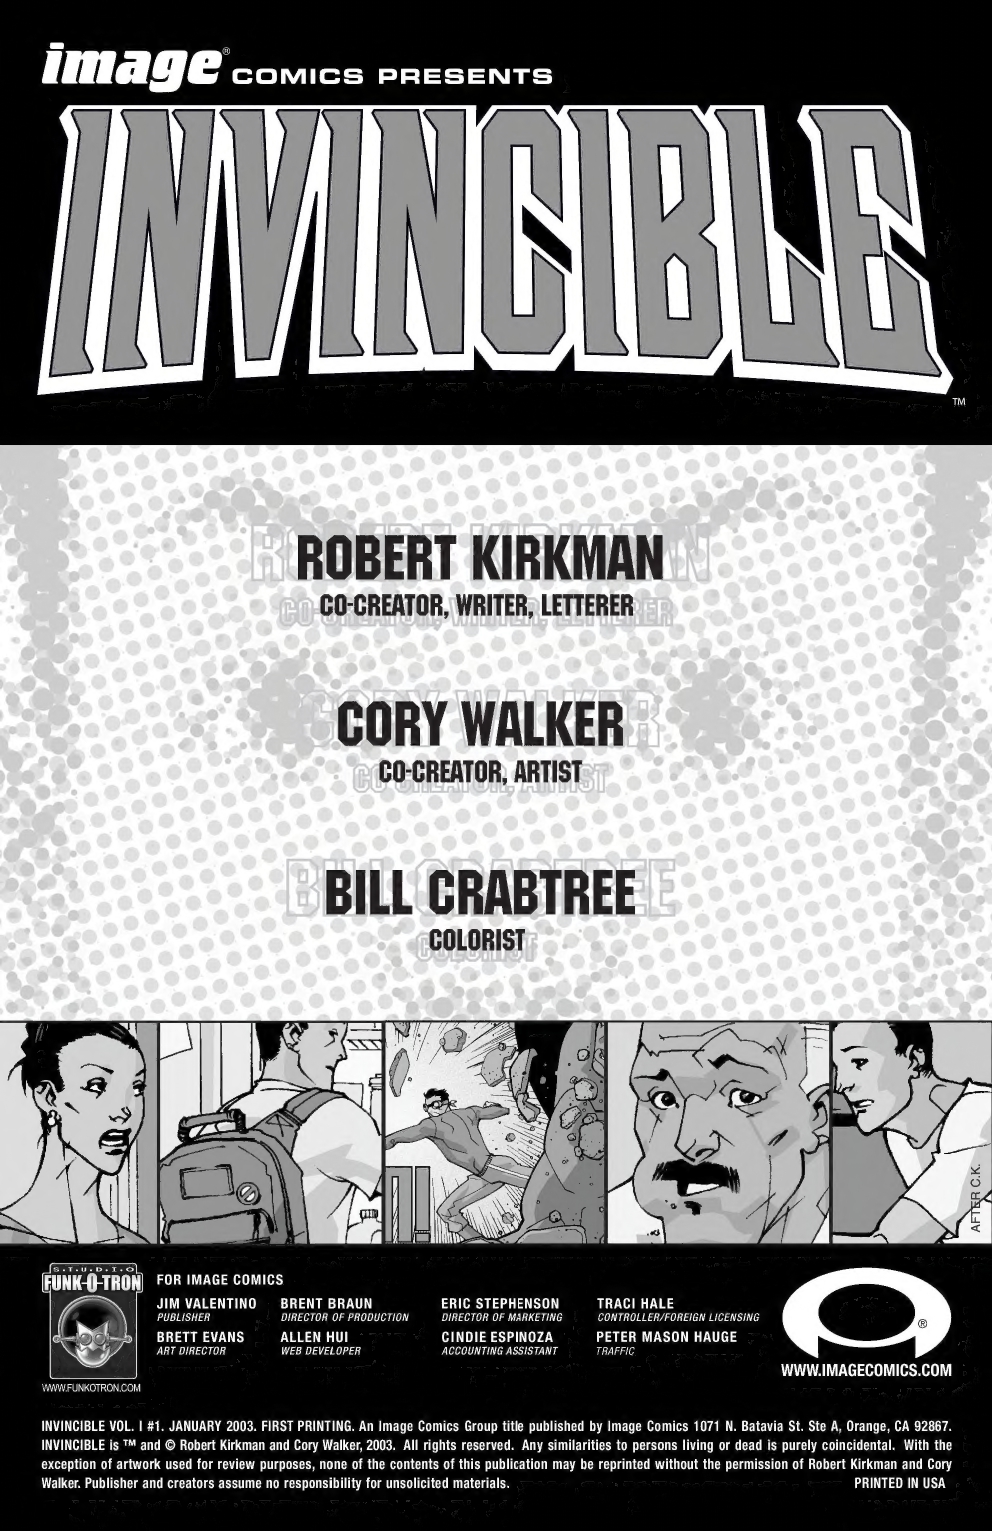 image® COMICS PRESENTS
INVINCIBLE™
ROBERT KIRKMAN
CO-CREATOR, WRITER, LETTERER
CORY WALKER
CO-CREATOR, ARTIST
BILL CRABTREE
COLORIST
AFTER C.K.
S·T·U·D·I·O
FUNK-O-TRON
WWW.FUNKOTRON.COM
FOR IMAGE COMICS
JIM VALENTINO
PUBLISHER
BRENT BRAUN
DIRECTOR OF PRODUCTION
ERIC STEPHENSON
DIRECTOR OF MARKETING
TRACI HALE
CONTROLLER/FOREIGN LICENSING
BRETT EVANS
ART DIRECTOR
ALLEN HUI
WEB DEVELOPER
CINDIE ESPINOZA
ACCOUNTING ASSISTANT
PETER MASON HAUGE
TRAFFIC
®
WWW.IMAGECOMICS.COM
INVINCIBLE VOL. I #1. JANUARY 2003. FIRST PRINTING. An Image Comics Group title published by Image Comics 1071 N. Batavia St. Ste A, Orange, CA 92867.
INVINCIBLE is ™ and © Robert Kirkman and Cory Walker, 2003. All rights reserved. Any similarities to persons living or dead is purely coincidental. With the
exception of artwork used for review purposes, none of the contents of this publication may be reprinted without the permission of Robert Kirkman and Cory
Walker. Publisher and creators assume no responsibility for unsolicited materials. PRINTED IN USA